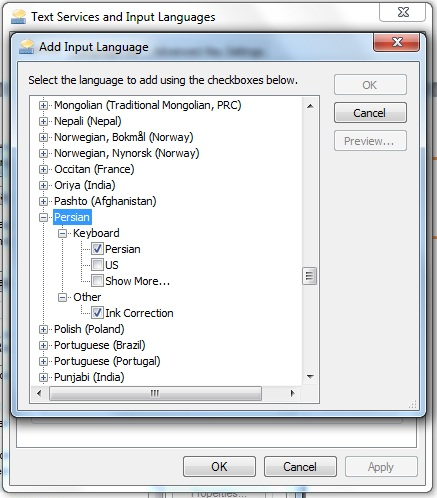 Text Services and Input Languages
Add Input Language
Select the language to add using the checkboxes below.
OK
Cancel
Preview...
Mongolian (Traditional Mongolian, PRC)
Nepali (Nepal)
Norwegian, Bokmål (Norway)
Norwegian, Nynorsk (Norway)
Occitan (France)
Oriya (India)
Pashto (Afghanistan)
Persian
Keyboard
Persian
US
Show More...
Other
Ink Correction
Polish (Poland)
Portuguese (Brazil)
Portuguese (Portugal)
Punjabi (India)
OK
Cancel
Apply
Properties...